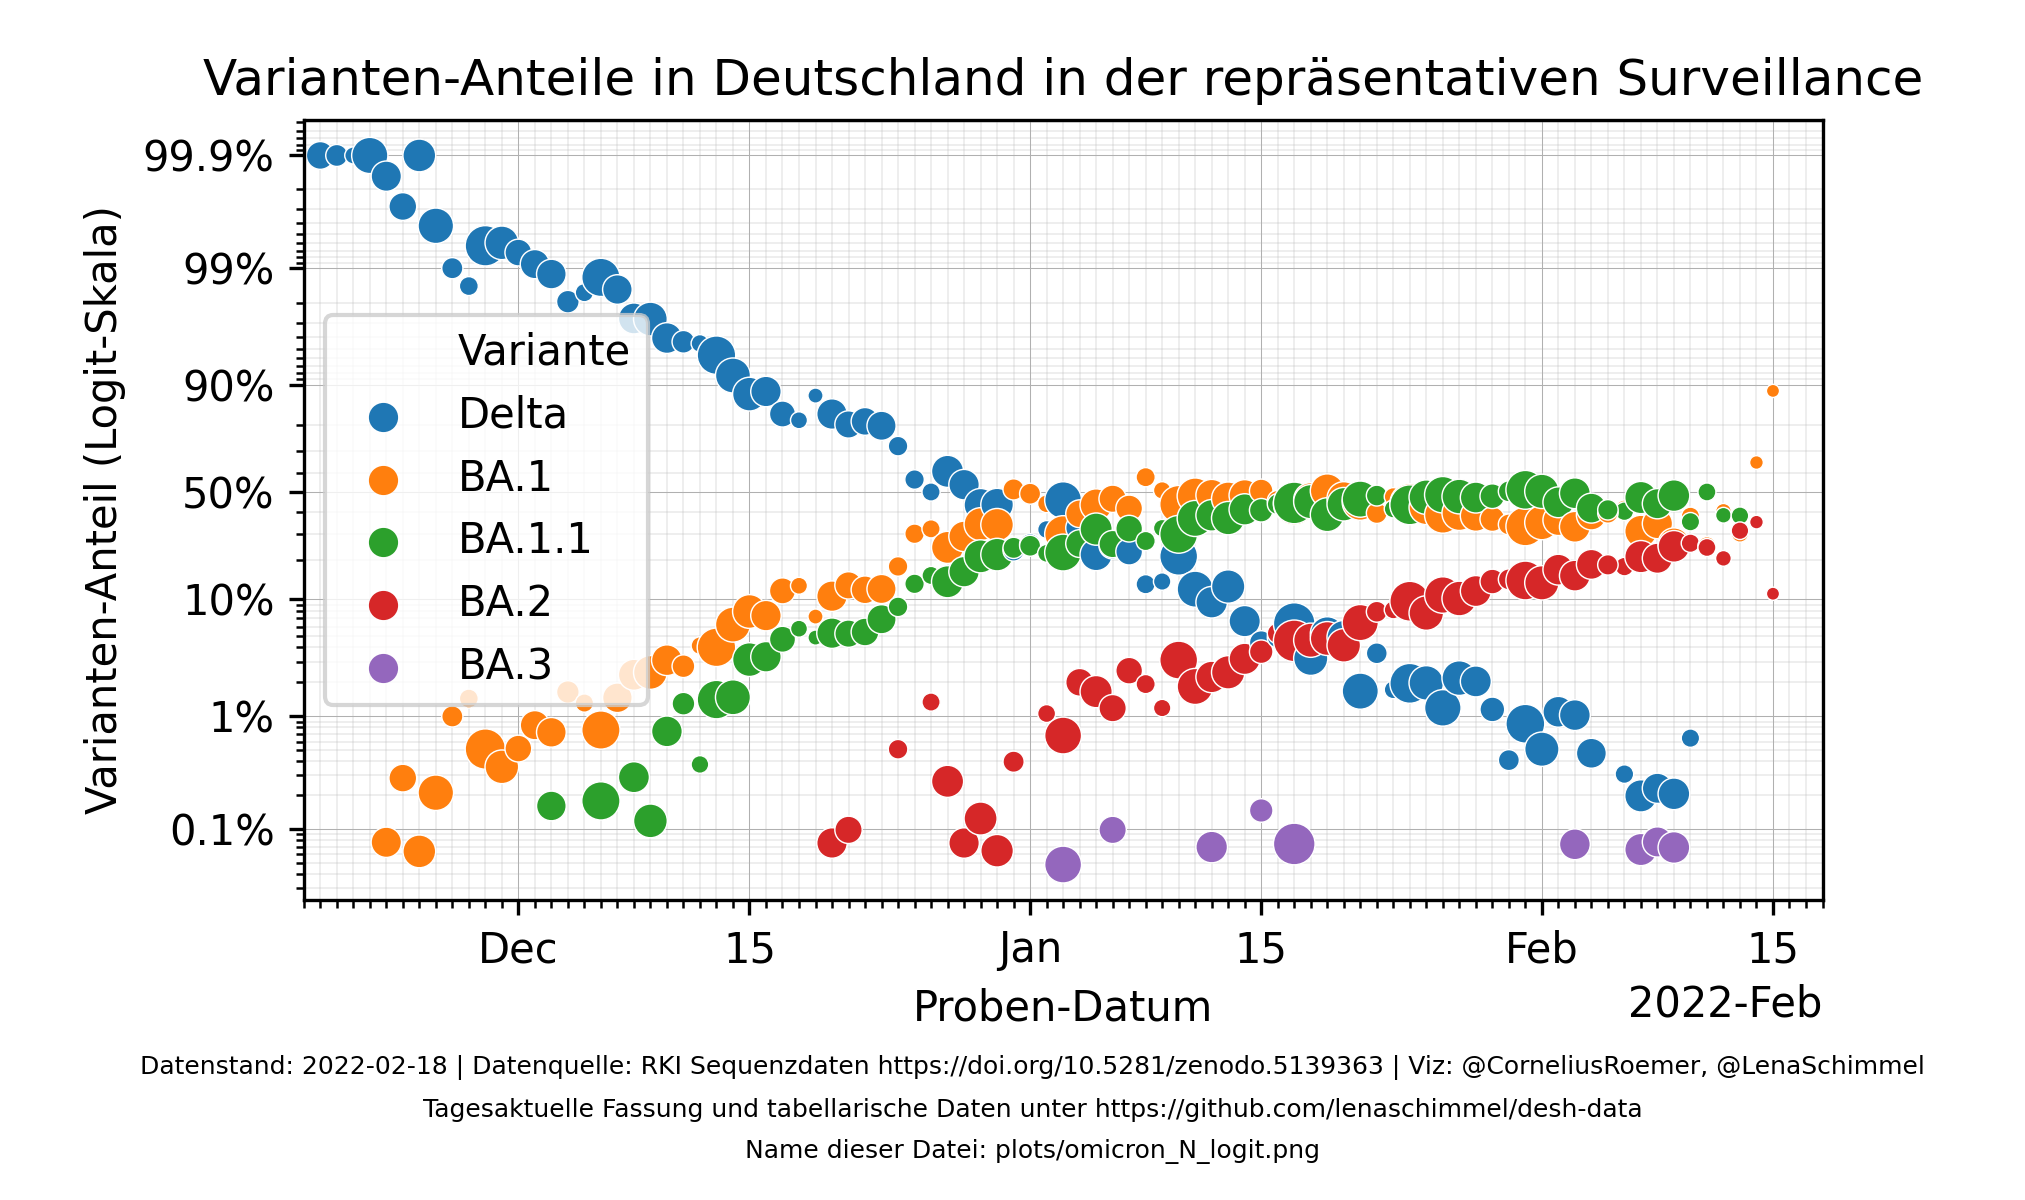 Varianten-Anteile in Deutschland in der repräsentativen Surveillance
Varianten-Anteil (Logit-Skala)
99.9%
99%
90%
50%
10%
1%
0.1%
Variante
Delta
BA.1
BA.1.1
BA.2
BA.3
Dec 15 Jan 15 Feb 15
Proben-Datum
2022-Feb
Datenstand: 2022-02-18 | Datenquelle: RKI Sequenzdaten https://doi.org/10.5281/zenodo.5139363 | Viz: @CorneliusRoemer, @LenaSchimmel
Tagesaktuelle Fassung und tabellarische Daten unter https://github.com/lenaschimmel/desh-data
Name dieser Datei: plots/omicron_N_logit.png